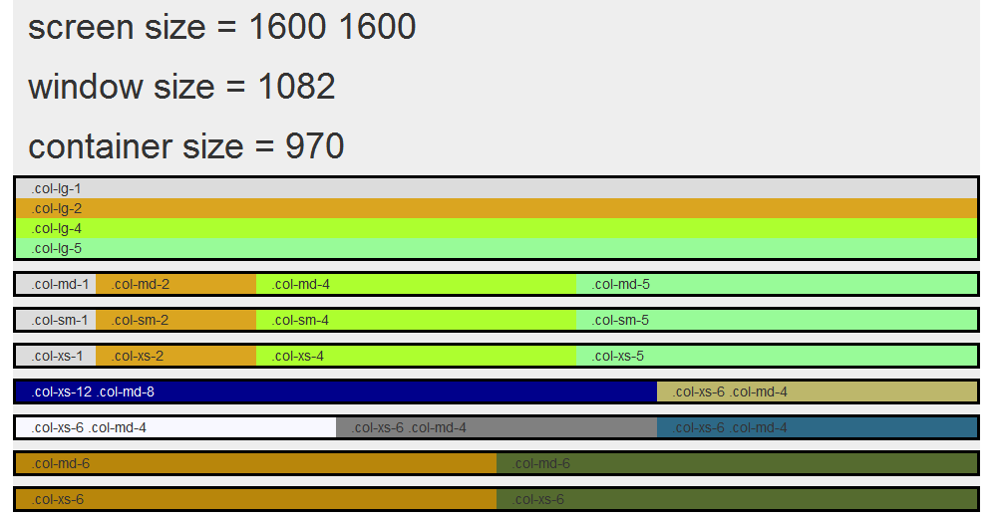 screen size = 1600 1600
window size = 1082
container size = 970
.col-lg-1
.col-lg-2
.col-lg-4
.col-lg-5
.col-md-1 .col-md-2 .col-md-4 .col-md-5
.col-sm-1 .col-sm-2 .col-sm-4 .col-sm-5
.col-xs-1 .col-xs-2 .col-xs-4 .col-xs-5
.col-xs-12 .col-md-8 .col-xs-6 .col-md-4
.col-xs-6 .col-md-4 .col-xs-6 .col-md-4 .col-xs-6 .col-md-4
.col-md-6 .col-md-6
.col-xs-6 .col-xs-6